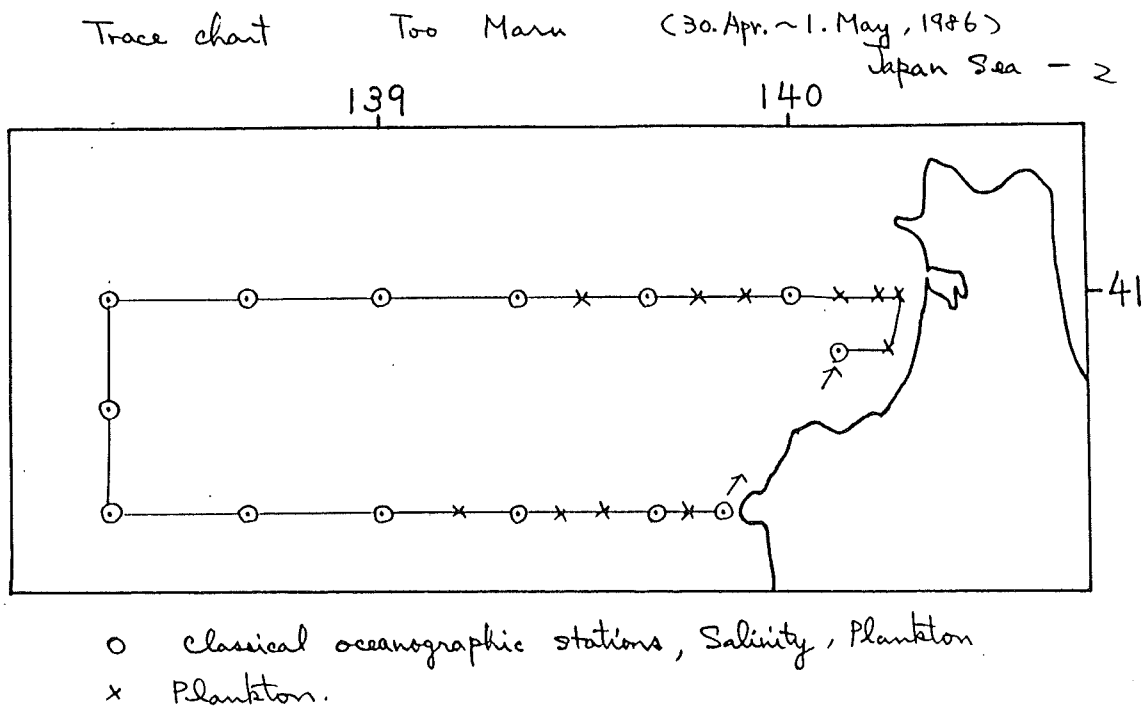 Trace chart Too Maru (30. Apr. ~ 1. May, 1986)
Japan Sea - 2
139 140
41
O classical oceanographic stations, Salinity, Plankton
x Plankton.